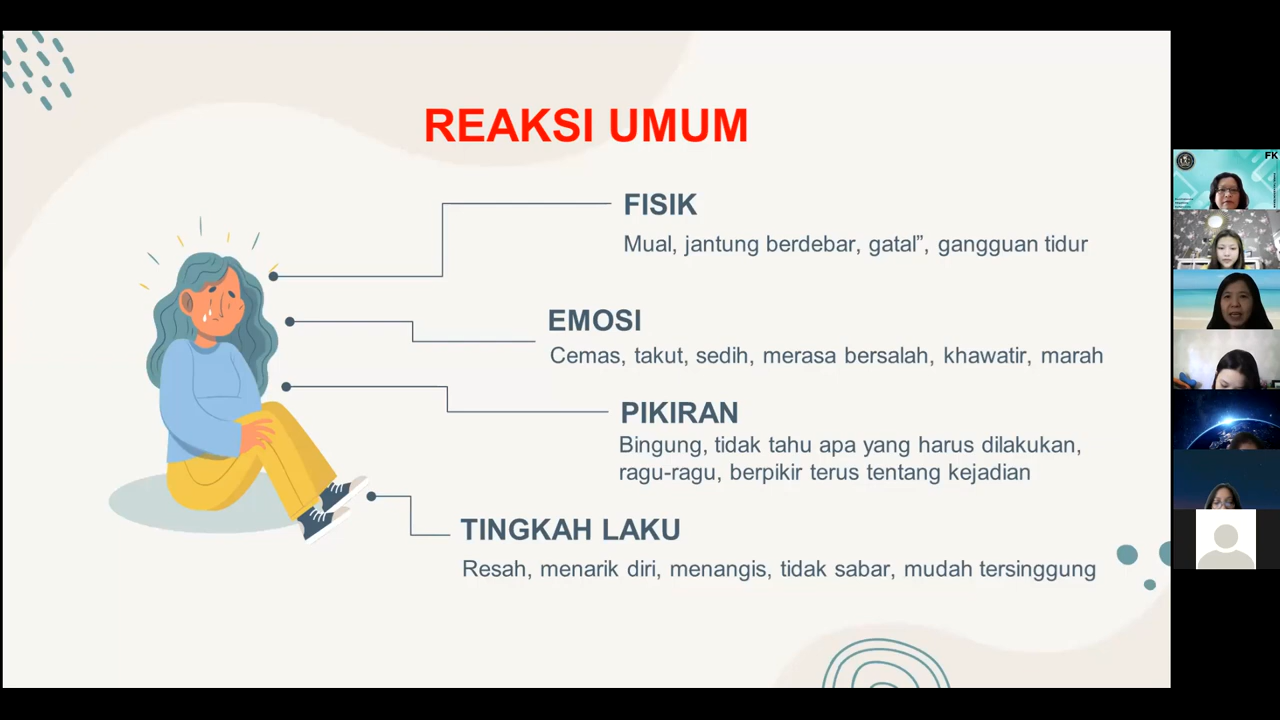 REAKSI UMUM
FISIK
Mual, jantung berdebar, gatal”, gangguan tidur
EMOSI
Cemas, takut, sedih, merasa bersalah, khawatir, marah
PIKIRAN
Bingung, tidak tahu apa yang harus dilakukan,
ragu-ragu, berpikir terus tentang kejadian
TINGKAH LAKU
Resah, menarik diri, menangis, tidak sabar, mudah tersinggung
FK